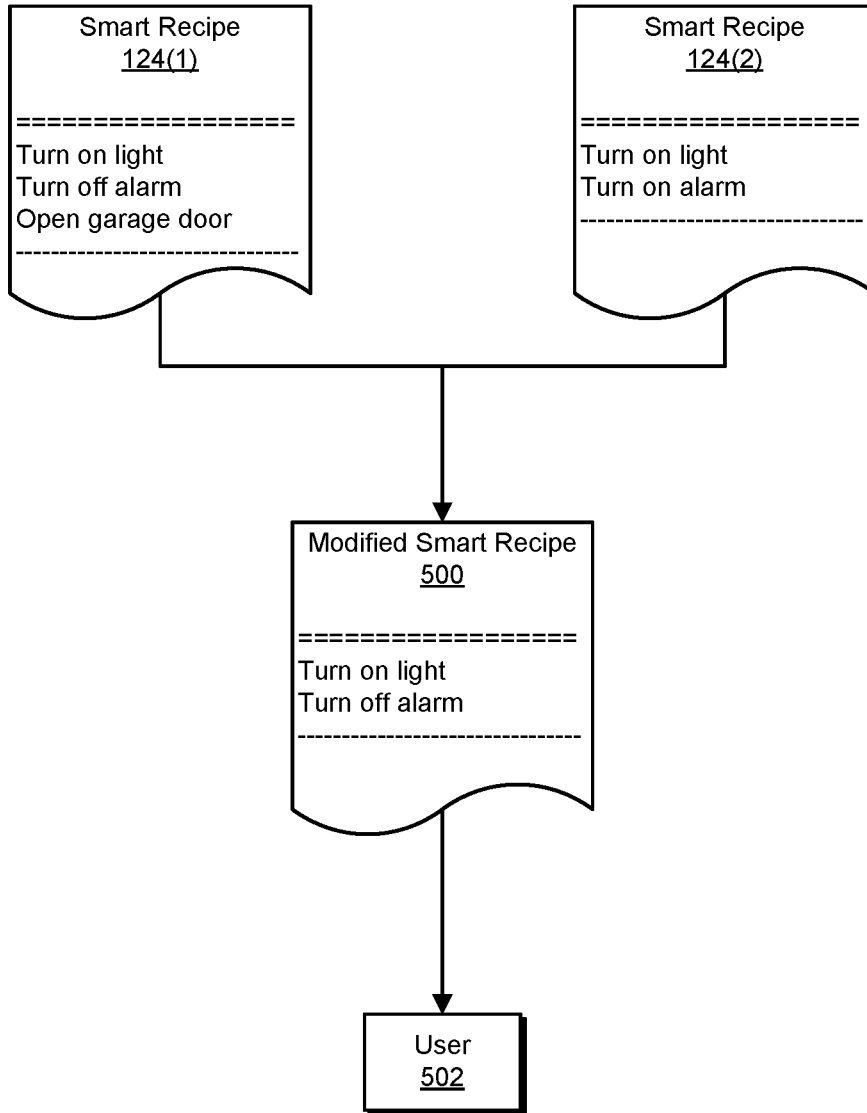 Smart Recipe
124(1)
==================
Turn on light
Turn off alarm
Open garage door
--------------------------------
Smart Recipe
124(2)
==================
Turn on light
Turn on alarm
--------------------------------
Modified Smart Recipe
500
==================
Turn on light
Turn off alarm
--------------------------------
User
502